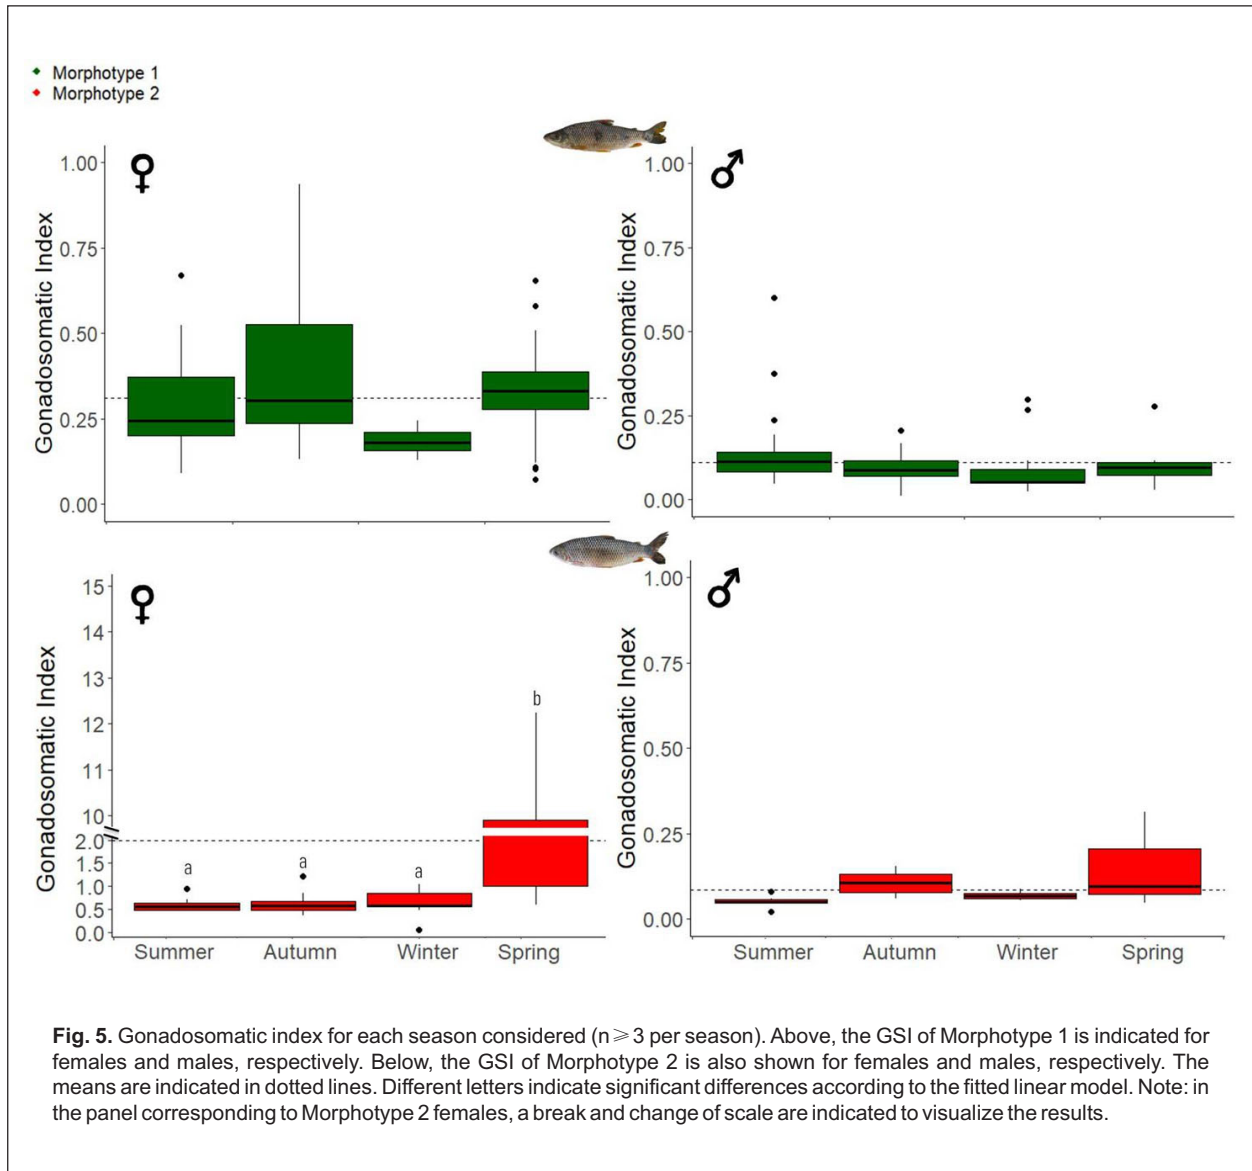 Morphotype 1
Morphotype 2
♀
Gonadosomatic Index
1.00
0.75
0.50
0.25
0.00
♂
Gonadosomatic Index
1.00
0.75
0.50
0.25
0.00
♀
Gonadosomatic Index
15
14
13
12
11
10
2.0
1.5
1.0
0.5
0.0
a
a
a
b
Summer Autumn Winter Spring
♂
Gonadosomatic Index
1.00
0.75
0.50
0.25
0.00
Summer Autumn Winter Spring
Fig. 5. Gonadosomatic index for each season considered (n ⩾ 3 per season). Above, the GSI of Morphotype 1 is indicated for
females and males, respectively. Below, the GSI of Morphotype 2 is also shown for females and males, respectively. The
means are indicated in dotted lines. Different letters indicate significant differences according to the fitted linear model. Note: in
the panel corresponding to Morphotype 2 females, a break and change of scale are indicated to visualize the results.